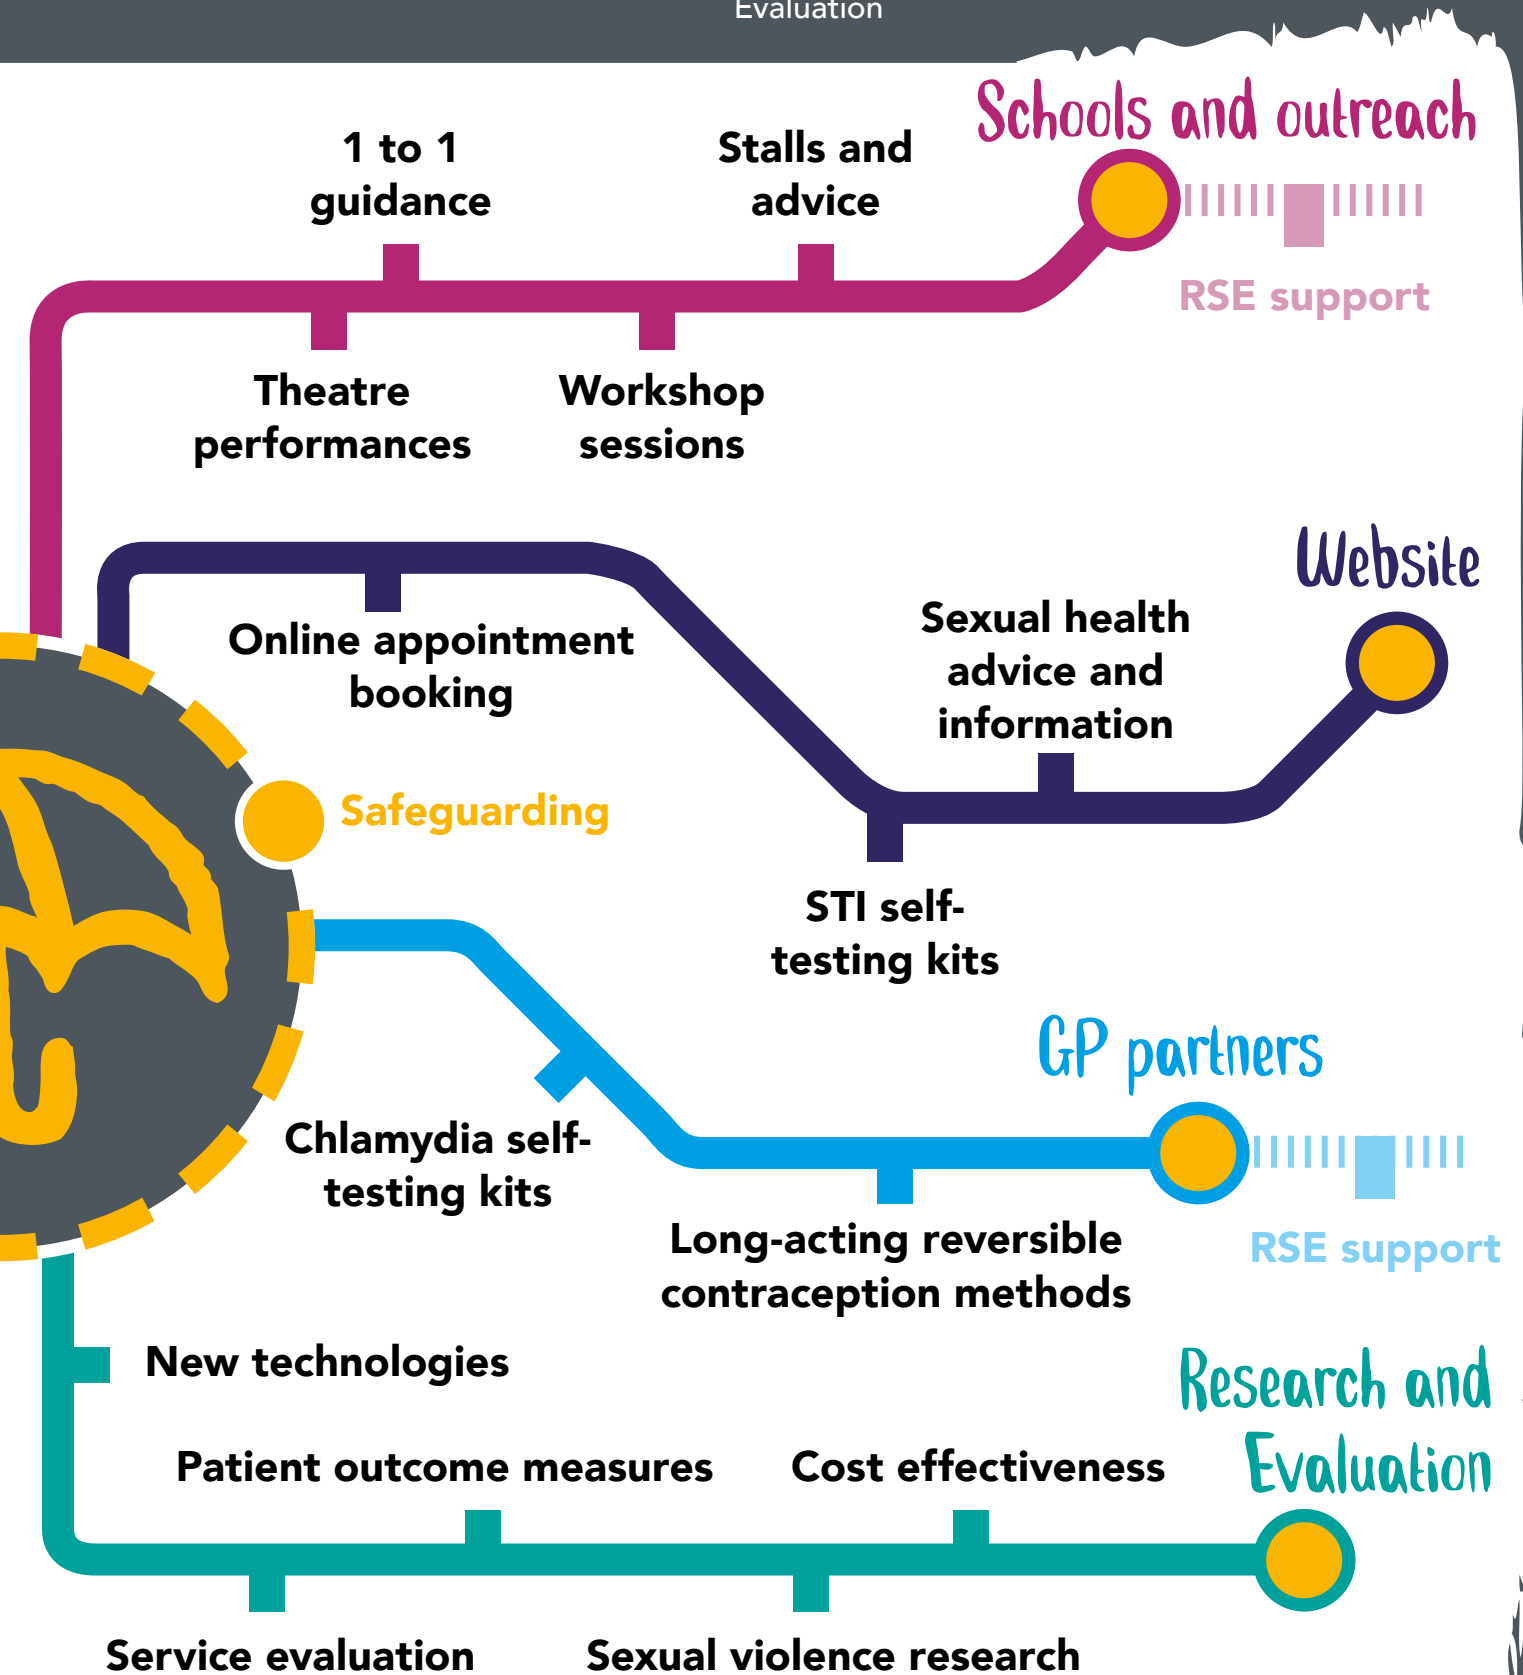 Evaluation
Schools and outreach
1 to 1
guidance
Stalls and
advice
RSE support
Theatre
performances
Workshop
sessions
Website
Online appointment
booking
Sexual health
advice and
information
Safeguarding
STI self-
testing kits
GP partners
Chlamydia self-
testing kits
Long-acting reversible
contraception methods
RSE support
New technologies
Research and
Evaluation
Patient outcome measures
Cost effectiveness
Service evaluation
Sexual violence research